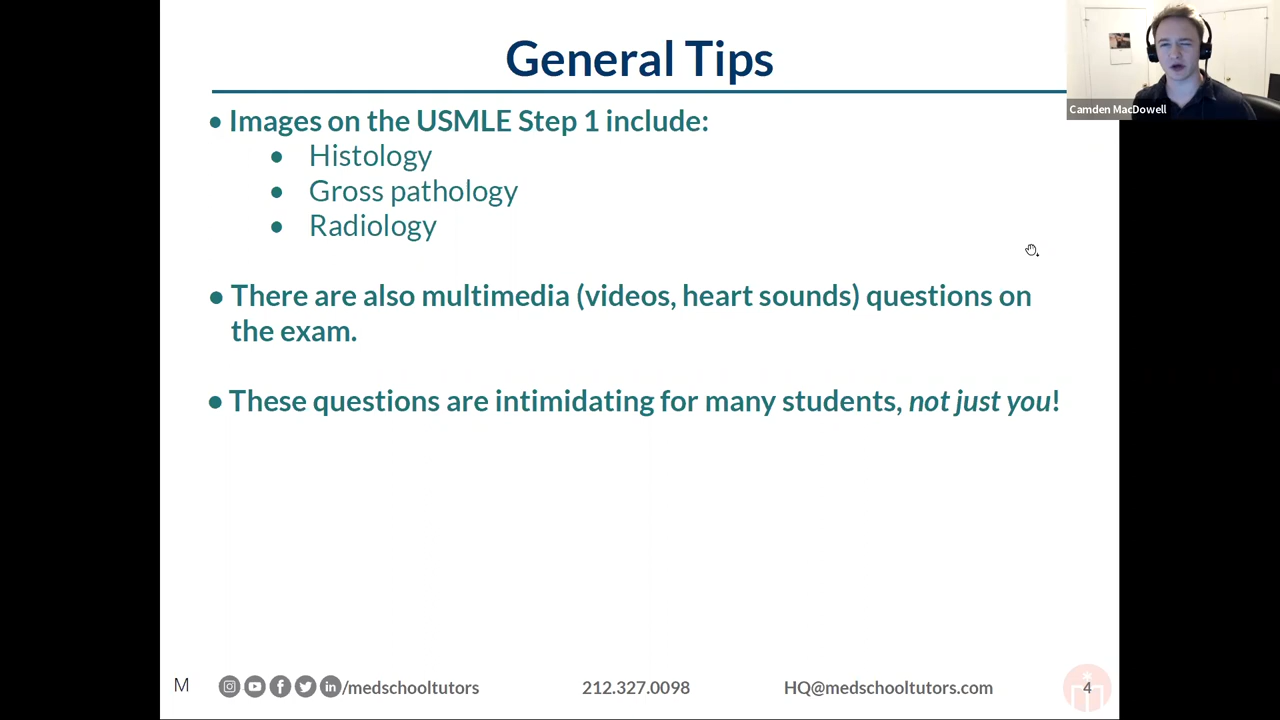 General Tips
Camden MacDowell
• Images on the USMLE Step 1 include:
• Histology
• Gross pathology
• Radiology
• There are also multimedia (videos, heart sounds) questions on
the exam.
• These questions are intimidating for many students, not just you!
M
/medschooltutors
212.327.0098
HQ@medschooltutors.com
4